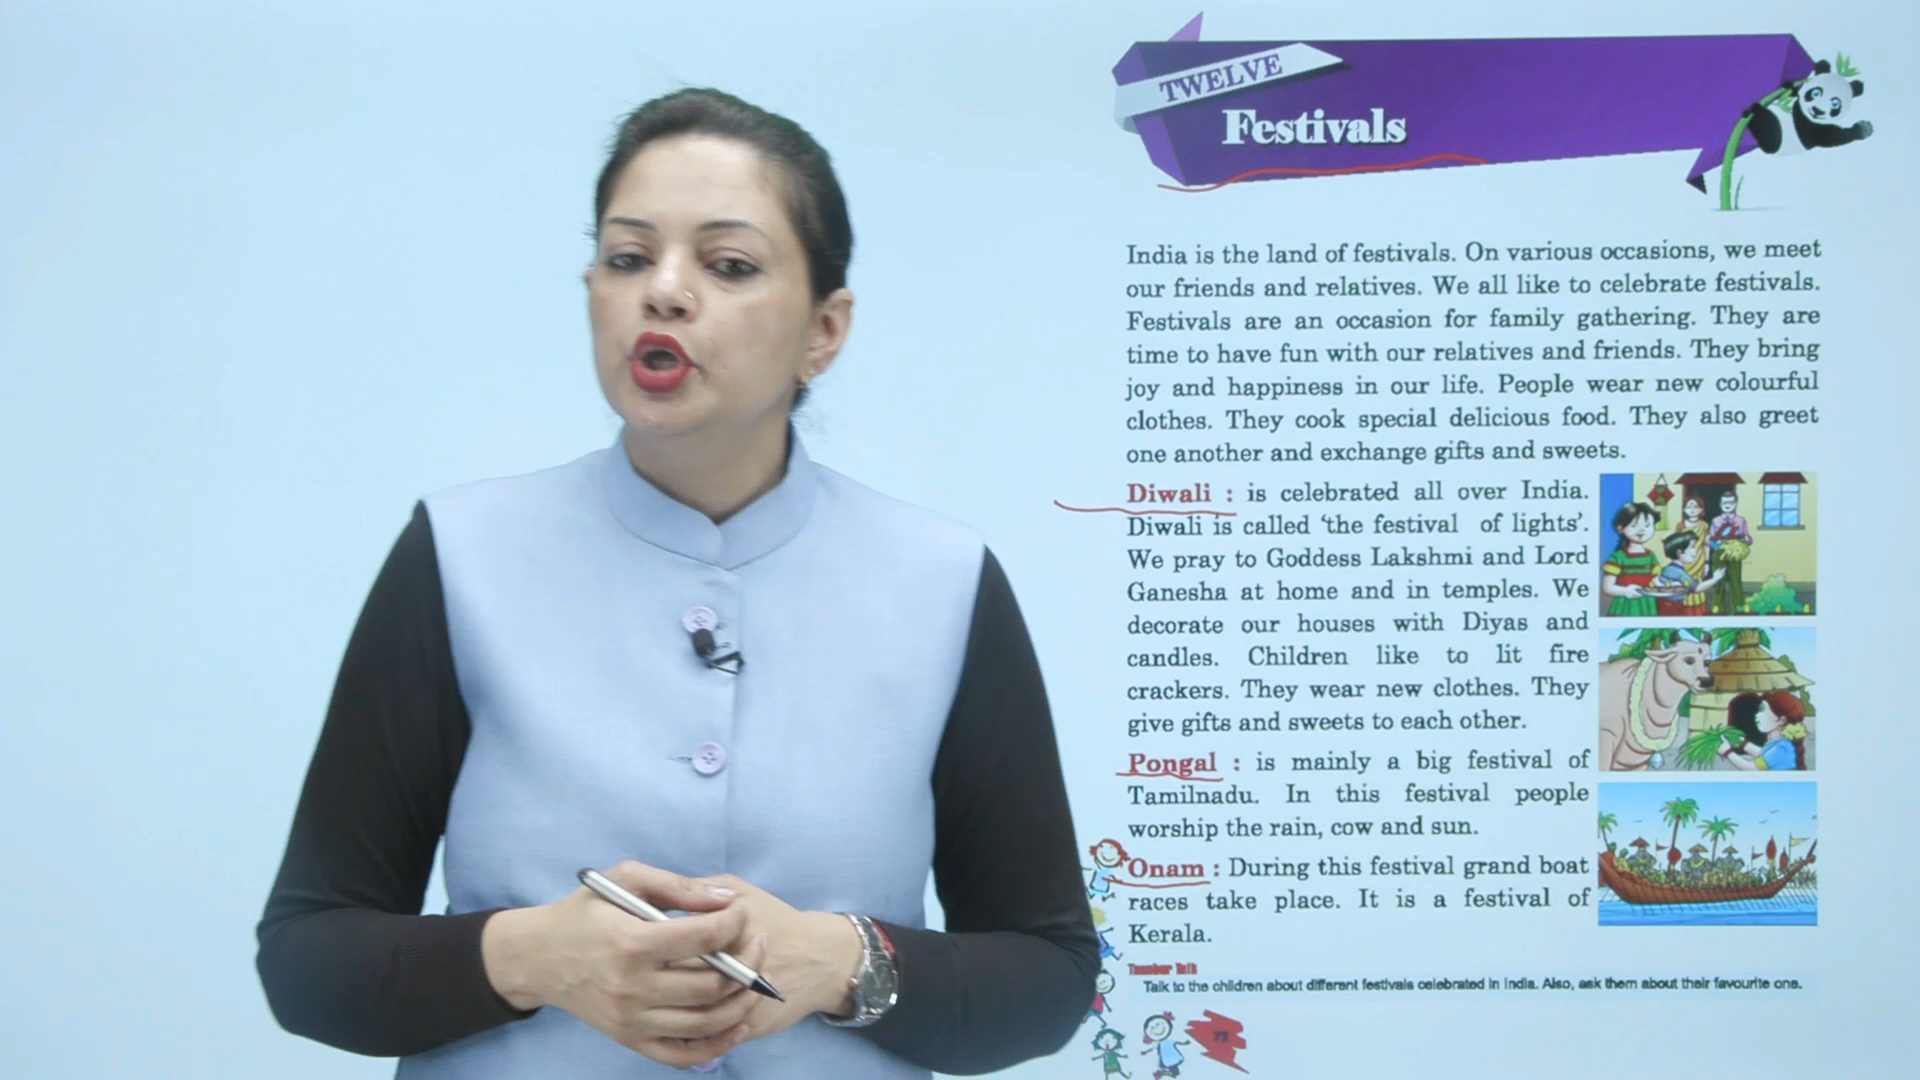 TWELVE
Festivals
India is the land of festivals. On various occasions, we meet
our friends and relatives. We all like to celebrate festivals.
Festivals are an occasion for family gathering. They are
time to have fun with our relatives and friends. They bring
joy and happiness in our life. People wear new colourful
clothes. They cook special delicious food. They also greet
one another and exchange gifts and sweets.
Diwali : is celebrated all over India.
Diwali is called ‘the festival of lights’.
We pray to Goddess Lakshmi and Lord
Ganesha at home and in temples. We
decorate our houses with Diyas and
candles. Children like to lit fire
crackers. They wear new clothes. They
give gifts and sweets to each other.
Pongal : is mainly a big festival of
Tamilnadu. In this festival people
worship the rain, cow and sun.
Onam : During this festival grand boat
races take place. It is a festival of
Kerala.
Teacher Talk
Talk to the children about different festivals celebrated in India. Also, ask them about their favourite one.